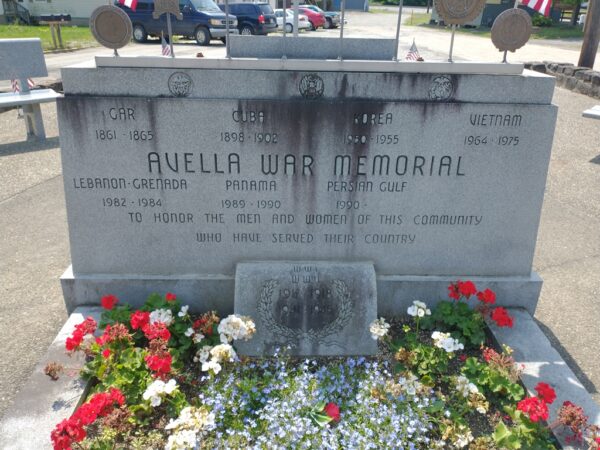 GAR CUBA KOREA VIETNAM
1861 - 1865 1898 - 1902 1950 - 1955 1964 - 1975
AVELLA WAR MEMORIAL
LEBANON-GRENADA PANAMA PERSIAN GULF
1982 - 1984 1989 - 1990 1990 -
TO HONOR THE MEN AND WOMEN OF THIS COMMUNITY
WHO HAVE SERVED THEIR COUNTRY